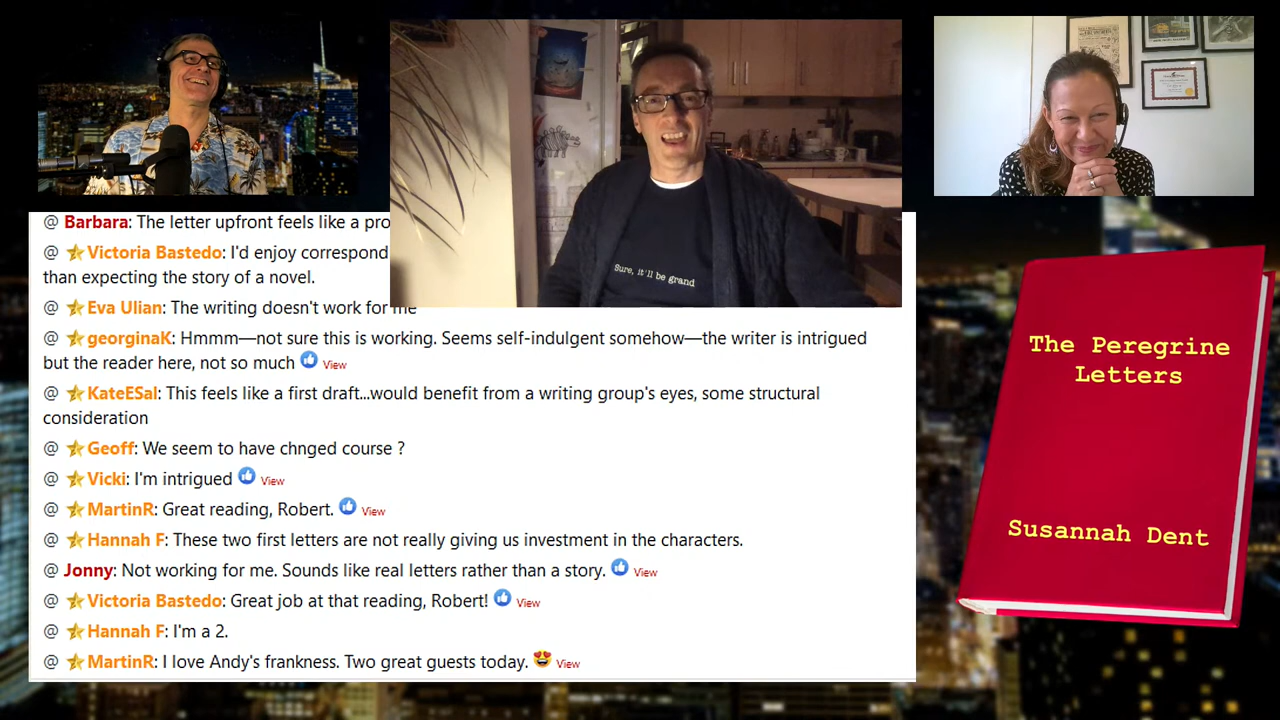 Sure, it'll be grand
@ Barbara: The letter upfront feels like a pro
@ Victoria Bastedo: I'd enjoy correspond
than expecting the story of a novel.
@ Eva Ulian: The writing doesn't work for me
@ georginaK: Hmmm—not sure this is working. Seems self-indulgent somehow—the writer is intrigued
but the reader here, not so much View
@ KateESal: This feels like a first draft...would benefit from a writing group's eyes, some structural
consideration
@ Geoff: We seem to have chnged course ?
@ Vicki: I'm intrigued View
@ MartinR: Great reading, Robert. View
@ Hannah F: These two first letters are not really giving us investment in the characters.
@ Jonny: Not working for me. Sounds like real letters rather than a story. View
@ Victoria Bastedo: Great job at that reading, Robert! View
@ Hannah F: I'm a 2.
@ MartinR: I love Andy's frankness. Two great guests today. View
The Peregrine
Letters
Susannah Dent